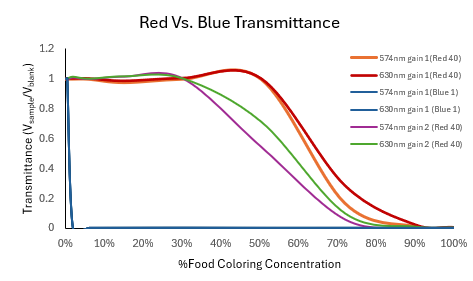 Red Vs. Blue Transmittance
Transmittance (Vsample/Vblank)
1.2
1
0.8
0.6
0.4
0.2
0
0% 10% 20% 30% 40% 50% 60% 70% 80% 90% 100%
%Food Coloring Concentration
574nm gain 1(Red 40)
630nm gain 1(Red 40)
574nm gain 1(Blue 1)
630nm gain 1 (Blue 1)
574nm gain 2 (Red 40)
630nm gain 2 (Red 40)